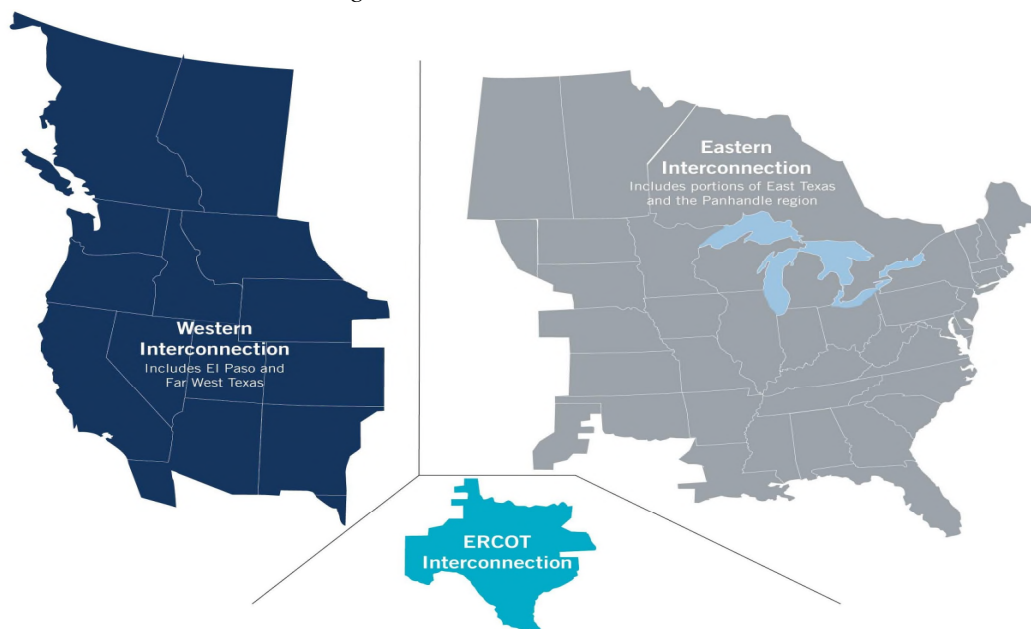 Western
Interconnection
Includes El Paso and
Far West Texas
Eastern
Interconnection
Includes portions of East Texas
and the Panhandle region
ERCOT
Interconnection